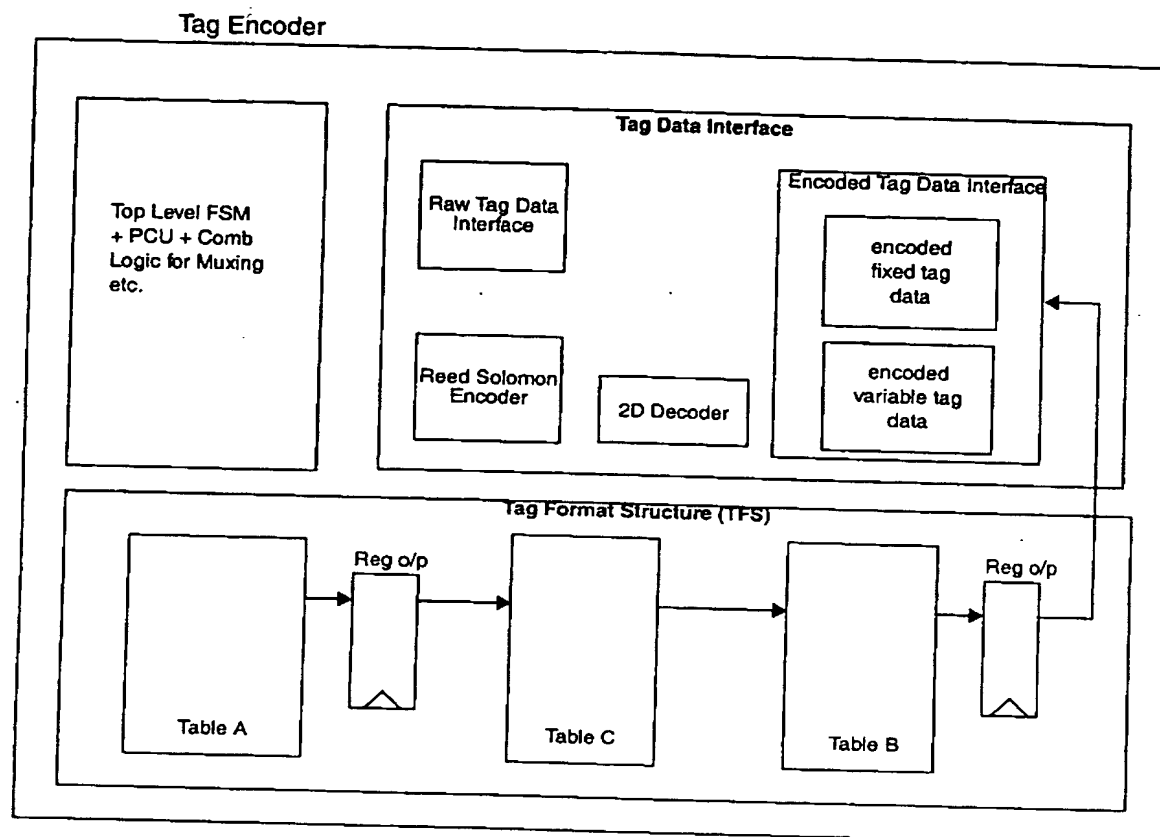 Tag Encoder
Top Level FSM
+ PCU + Comb
Logic for Muxing
etc.
Tag Data Interface
Raw Tag Data
Interface
Reed Solomon
Encoder
2D Decoder
Encoded Tag Data Interface
encoded
fixed tag
data
encoded
variable tag
data
Tag Format Structure (TFS)
Table A
Reg o/p
Table C
Table B
Reg o/p